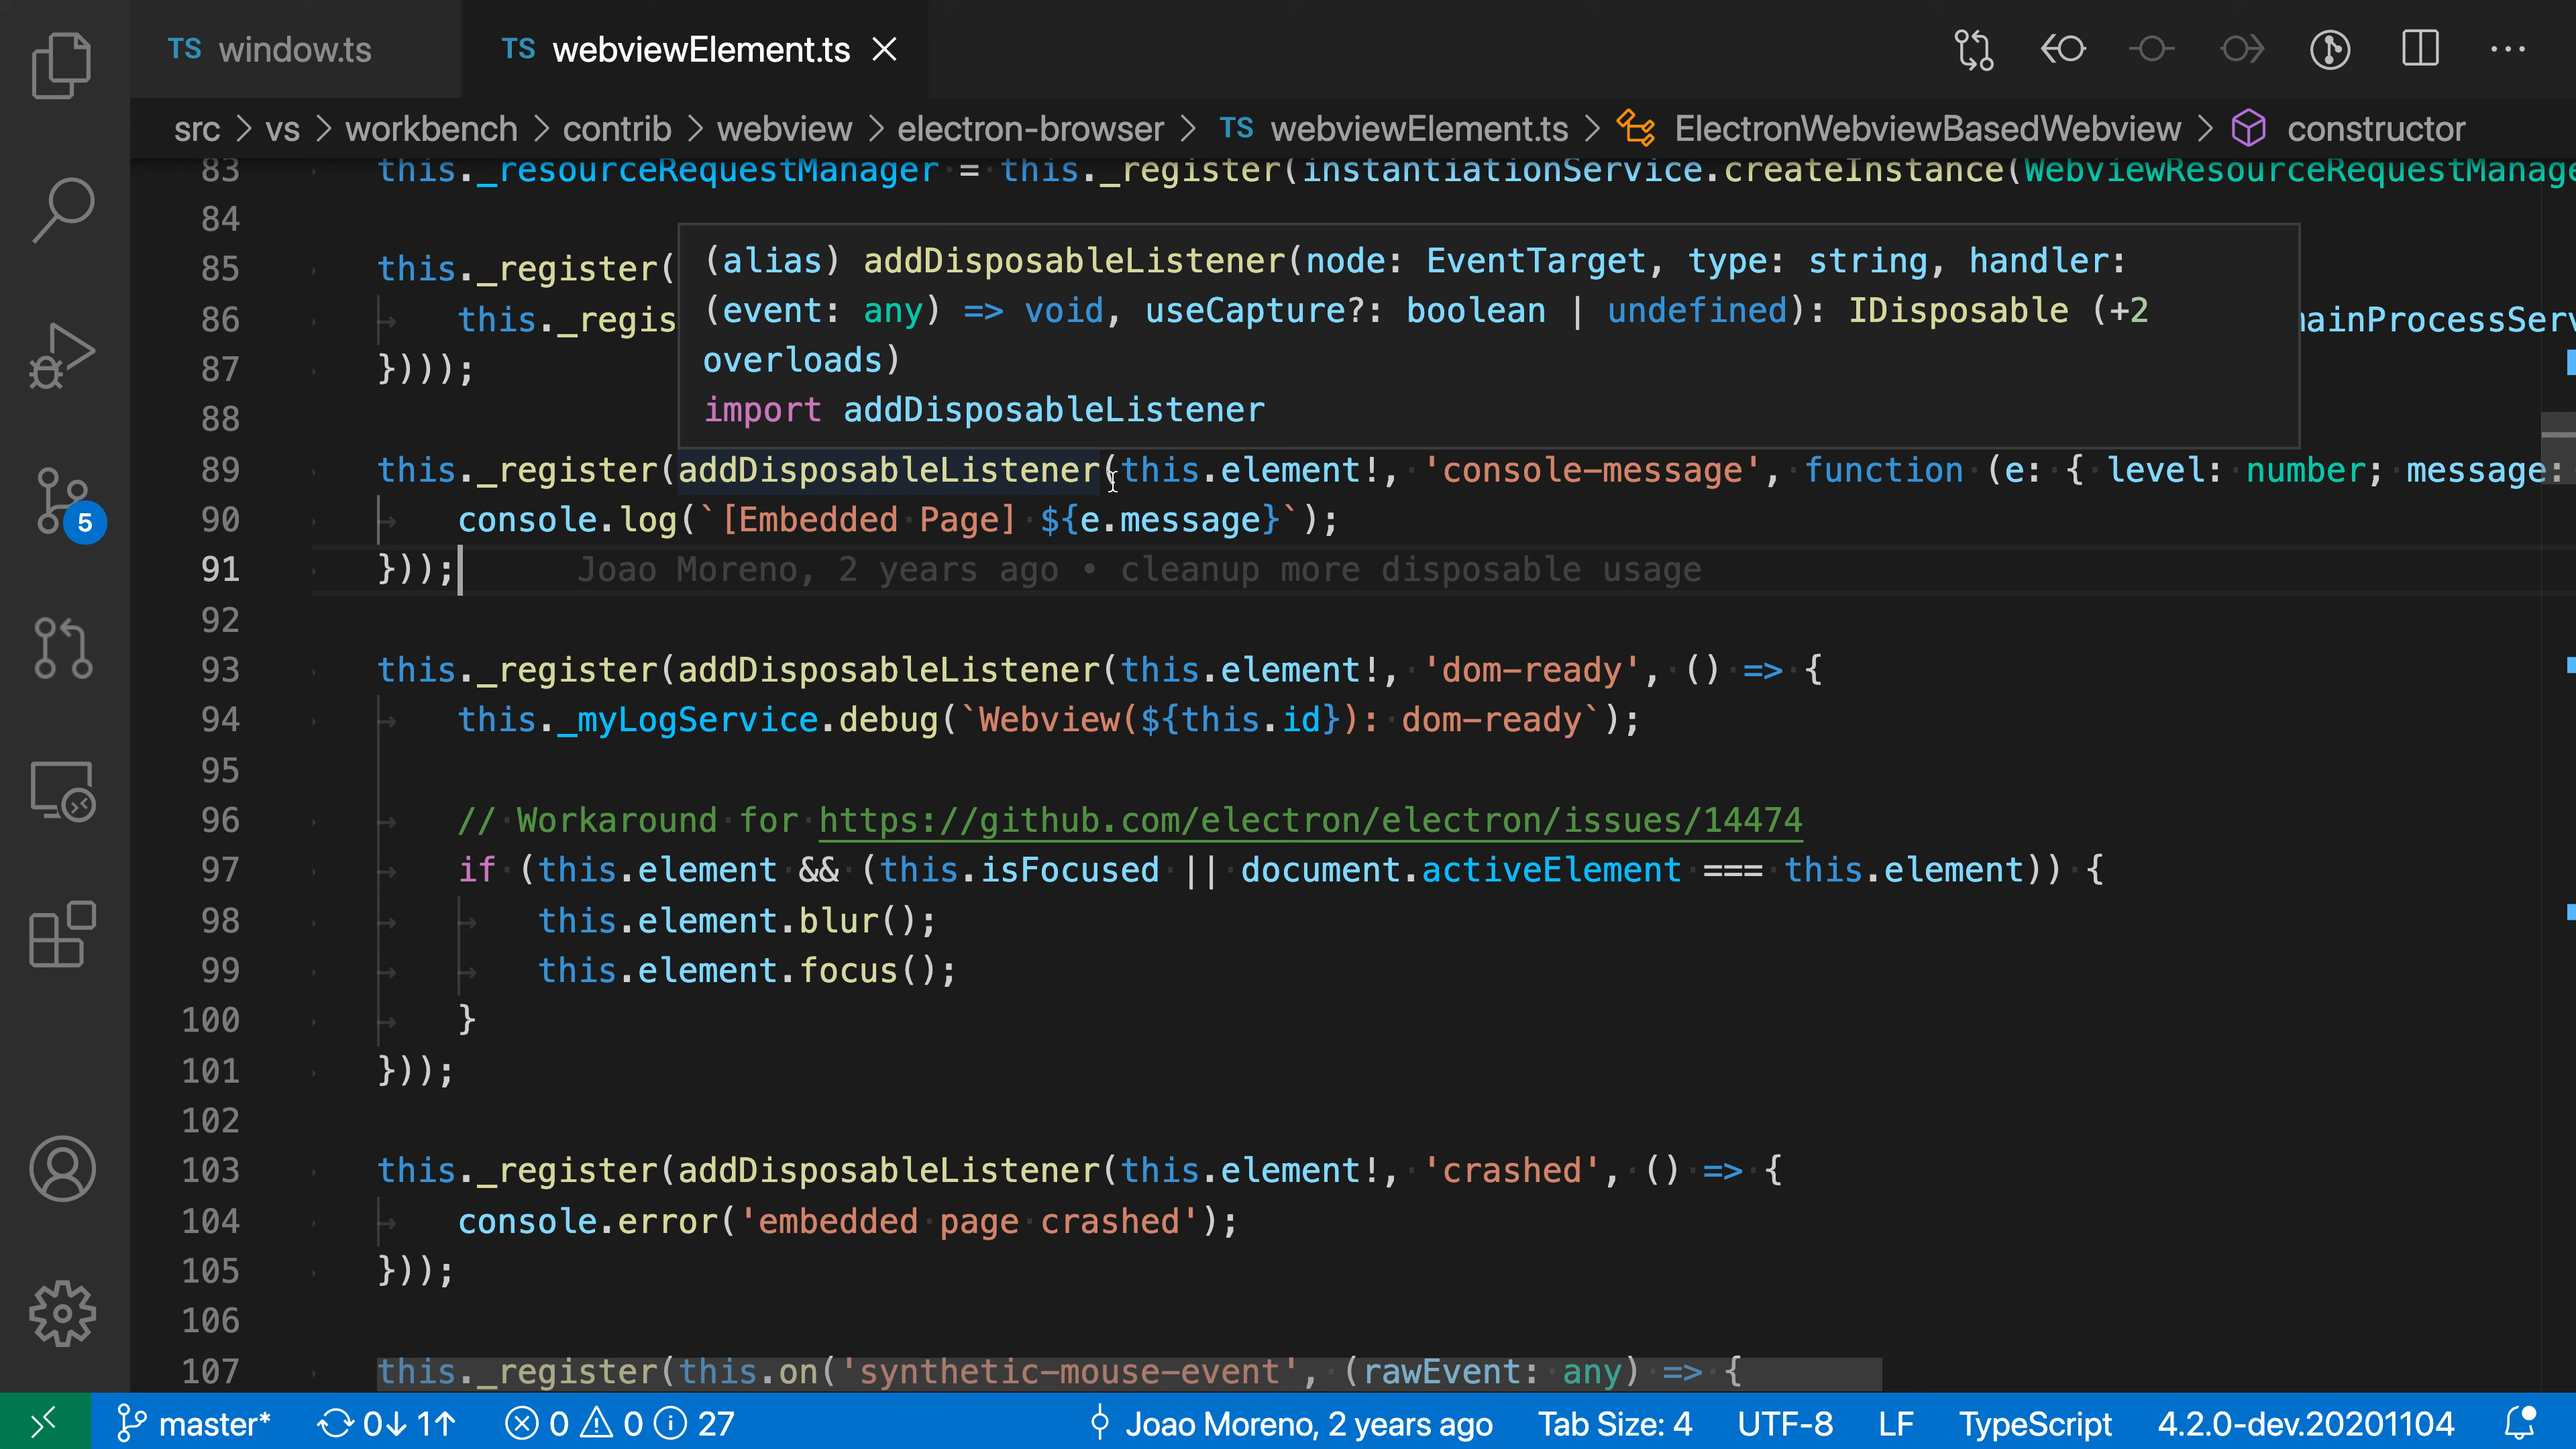 TS window.ts
TS webviewElement.ts
src > vs > workbench > contrib > webview > electron-browser > TS webviewElement.ts > ElectronWebviewBasedWebview > constructor
83 this._resourceRequestManager = this._register(instantiationService.createInstance(WebviewResourceRequestManage
84
85 this._register(
86 this._regis ainProcessServ
87 })));
88
(alias) addDisposableListener(node: EventTarget, type: string, handler:
(event: any) => void, useCapture?: boolean | undefined): IDisposable (+2
overloads)
import addDisposableListener
89 this._register(addDisposableListener(this.element!, 'console-message', function (e: { level: number; message:
90 console.log(`[Embedded Page] ${e.message}`);
91 })); Joao Moreno, 2 years ago • cleanup more disposable usage
92
93 this._register(addDisposableListener(this.element!, 'dom-ready', () => {
94 this._myLogService.debug(`Webview(${this.id}): dom-ready`);
95
96 // Workaround for https://github.com/electron/electron/issues/14474
97 if (this.element && (this.isFocused || document.activeElement === this.element)) {
98 this.element.blur();
99 this.element.focus();
100 }
101 }));
102
103 this._register(addDisposableListener(this.element!, 'crashed', () => {
104 console.error('embedded page crashed');
105 }));
106
107 this._register(this.on('synthetic-mouse-event', (rawEvent: any) => {
5
master* 0↓ 1↑ 0 0 27 Joao Moreno, 2 years ago Tab Size: 4 UTF-8 LF TypeScript 4.2.0-dev.20201104